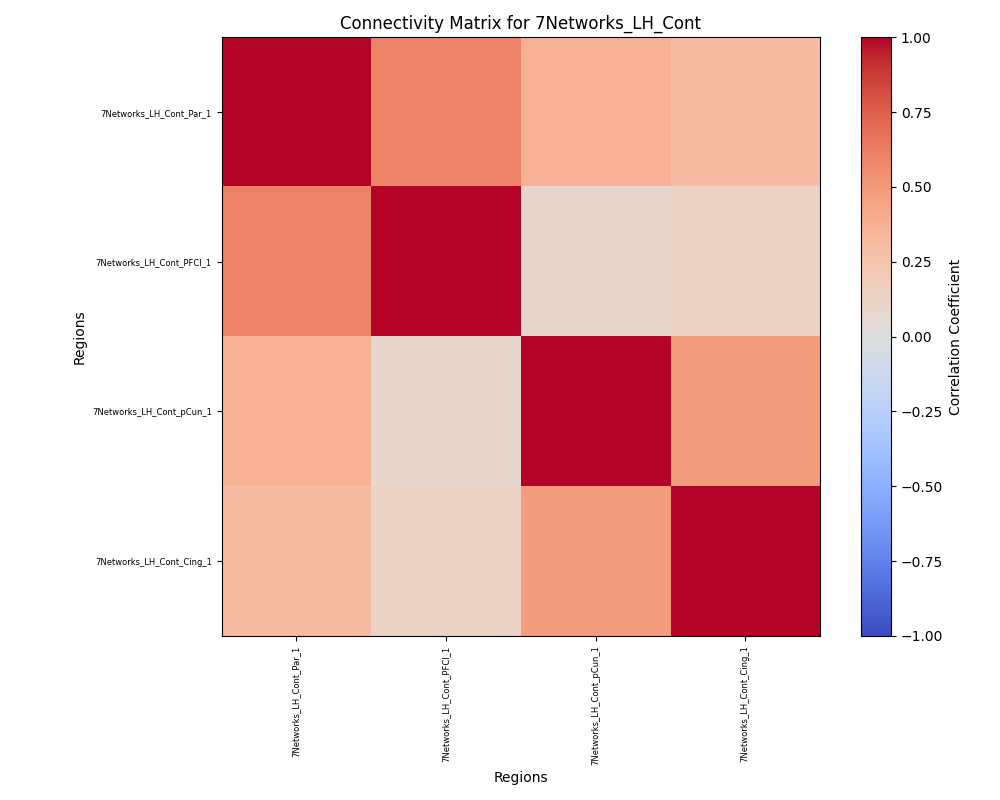 Connectivity Matrix for 7Networks_LH_Cont
7Networks_LH_Cont_Par_1
7Networks_LH_Cont_PFCl_1
7Networks_LH_Cont_pCun_1
7Networks_LH_Cont_Cing_1
Regions
7Networks_LH_Cont_Par_1
7Networks_LH_Cont_PFCl_1
7Networks_LH_Cont_pCun_1
7Networks_LH_Cont_Cing_1
Regions
1.00
0.75
0.50
0.25
0.00
−0.25
−0.50
−0.75
−1.00
Correlation Coefficient